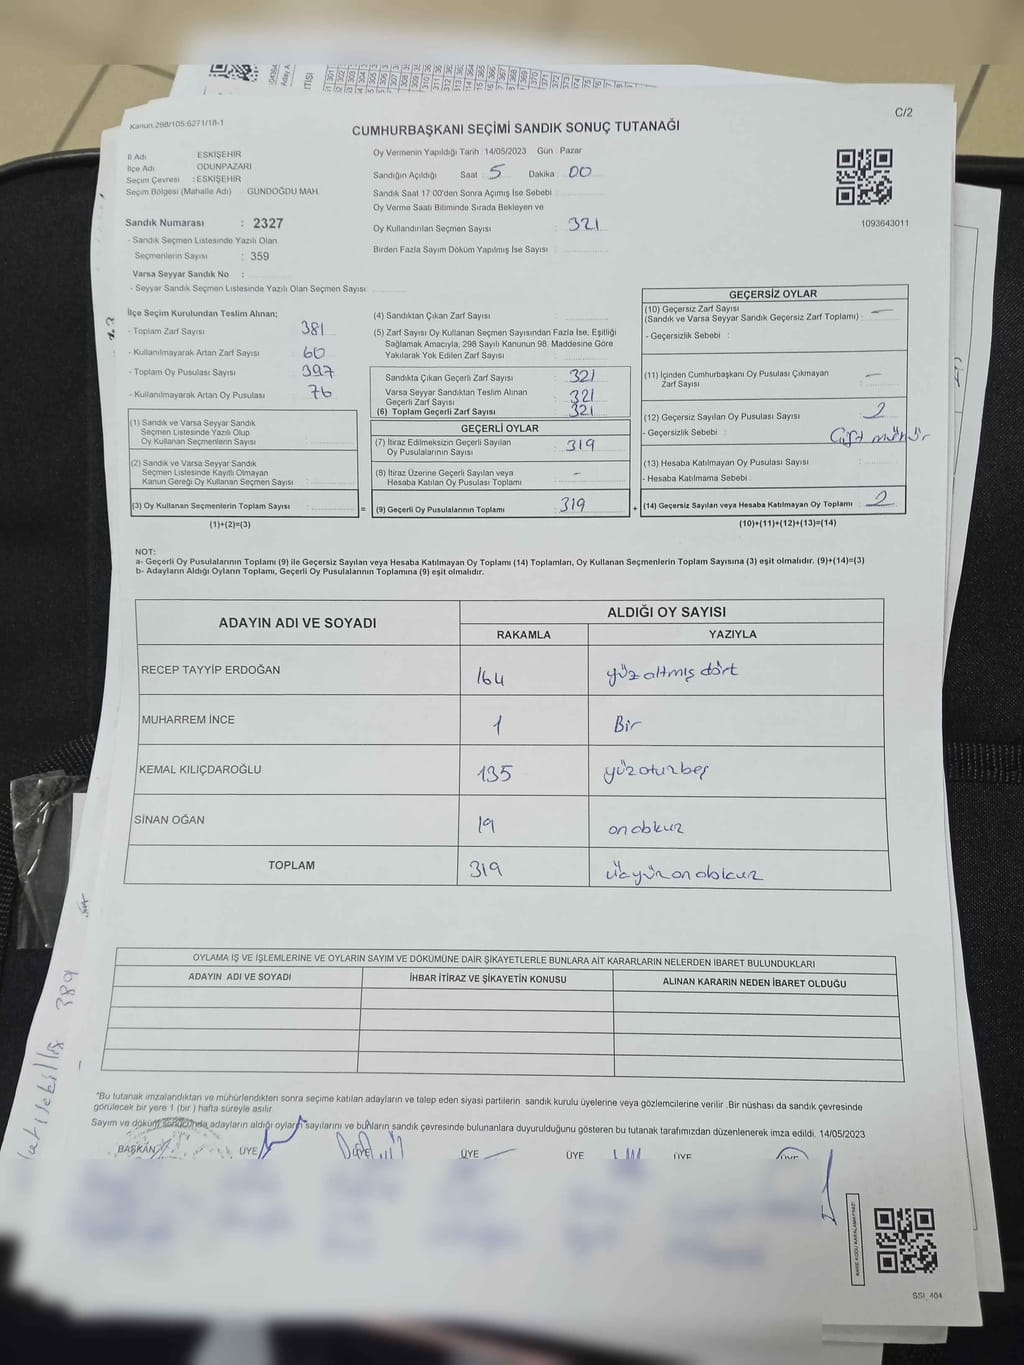 Kanun.298/105.6271/18-1
C/2
CUMHURBAŞKANI SEÇİMİ SANDIK SONUÇ TUTANAĞI
İl Adı ESKİŞEHİR
İlçe Adı ODUNPAZARI
Seçim Çevresi : ESKİŞEHİR
Seçim Bölgesi (Mahalle Adı) : GÜNDOĞDU MAH.
Sandık Numarası : 2327
- Sandık Seçmen Listesinde Yazılı Olan
Seçmenlerin Sayısı : 359
Varsa Seyyar Sandık No :
- Seyyar Sandık Seçmen Listesinde Yazılı Olan Seçmen Sayısı:
Oy Vermenin Yapıldığı Tarih 14/05/2023 Gün : Pazar
Sandığın Açıldığı Saat 5 Dakika 00
Sandık Saat 17:00'den Sonra Açımış İse Sebebi
Oy Verme Saati Bitiminde Sırada Bekleyen ve
Oy Kullandırılan Seçmen Sayısı : 321
Birden Fazla Sayım Döküm Yapılmış İse Sayısı :
1093643011
İlçe Seçim Kurulundan Teslim Alınan;
- Toplam Zarf Sayısı 381
- Kullanılmayarak Artan Zarf Sayısı : 60
- Toplam Oy Pusulası Sayısı : 397
- Kullanılmayarak Artan Oy Pusulası : 76
(1) Sandık ve Varsa Seyyar Sandık
Seçmen Listesinde Yazılı Olup
Oy Kullanan Seçmenlerin Sayısı :
(2) Sandık ve Varsa Seyyar Sandık
Seçmen Listesinde Kayıtlı Olmayan
Kanun Gereği Oy Kullanan Seçmen Sayısı :
(3) Oy Kullanan Seçmenlerin Toplam Sayısı : =
(1)+(2)=(3)
(4) Sandıktan Çıkan Zarf Sayısı :
(5) Zarf Sayısı Oy Kullanan Seçmen Sayısından Fazla İse, Eşitliği
Sağlamak Amacıyla, 298 Sayılı Kanunun 98. Maddesine Göre
Yakılarak Yok Edilen Zarf Sayısı :
Sandıkta Çıkan Geçerli Zarf Sayısı : 321
Varsa Seyyar Sandıktan Teslim Alınan
Geçerli Zarf Sayısı : 321
(6) Toplam Geçerli Zarf Sayısı : 321
GEÇERLİ OYLAR
(7) İtiraz Edilmeksizin Geçerli Sayılan
Oy Pusulalarının Sayısı : 319
(8) İtiraz Üzerine Geçerli Sayılan veya
Hesaba Katılan Oy Pusulası Toplamı : -
(9) Geçerli Oy Pusulalarının Toplamı : 319 +
GEÇERSİZ OYLAR
(10) Geçersiz Zarf Sayısı
(Sandık ve Varsa Seyyar Sandık Geçersiz Zarf Toplamı) : -
- Geçersizlik Sebebi :
(11) İçinden Cumhurbaşkanı Oy Pusulası Çıkmayan
Zarf Sayısı : -
(12) Geçersiz Sayılan Oy Pusulası Sayısı : 2
- Geçersizlik Sebebi : Çift mühür
(13) Hesaba Katılmayan Oy Pusulası Sayısı :
- Hesaba Katılmama Sebebi :
(14) Geçersiz Sayılan veya Hesaba Katılmayan Oy Toplamı : 2
(10)+(11)+(12)+(13)=(14)
NOT:
a- Geçerli Oy Pusulalarının Toplamı (9) ile Geçersiz Sayılan veya Hesaba Katılmayan Oy Toplamı (14) Toplamları, Oy Kullanan Seçmenlerin Toplam Sayısına (3) eşit olmalıdır. (9)+(14)=(3)
b- Adayların Aldığı Oyların Toplamı, Geçerli Oy Pusulalarının Toplamına (9) eşit olmalıdır.
ADAYIN ADI VE SOYADI ALDIĞI OY SAYISI
RAKAMLA YAZIYLA
RECEP TAYYİP ERDOĞAN 164 yüzaltmış dört
MUHARREM İNCE 1 Bir
KEMAL KILIÇDAROĞLU 135 yüzotuzbeş
SİNAN OĞAN 19 ondokuz
TOPLAM 319 üçyüzondokuz
OYLAMA İŞ VE İŞLEMLERİNE VE OYLARIN SAYIM VE DÖKÜMÜNE DAİR ŞİKAYETLERLE BUNLARA AİT KARARLARIN NELERDEN İBARET BULUNDUKLARI
ADAYIN ADI VE SOYADI İHBAR İTİRAZ VE ŞİKAYETİN KONUSU ALINAN KARARIN NEDEN İBARET OLDUĞU
"Bu tutanak imzalandıktan ve mühürlendikten sonra seçime katılan adayların ve talep eden siyasi partilerin sandık kurulu üyelerine veya gözlemcilerine verilir .Bir nüshası da sandık çevresinde
görülecek bir yere 1 (bir ) hafta süreyle asılır.
Sayım ve döküm sonucunda adayların aldığı oyların sayılarını ve bunların sandık çevresinde bulunanlara duyurulduğunu gösteren bu tutanak tarafımızdan düzenlenerek imza edildi. 14/05/2023
BAŞKAN ÜYE ÜYE ÜYE ÜYE ÜYE ÜYE
389
SSI_404